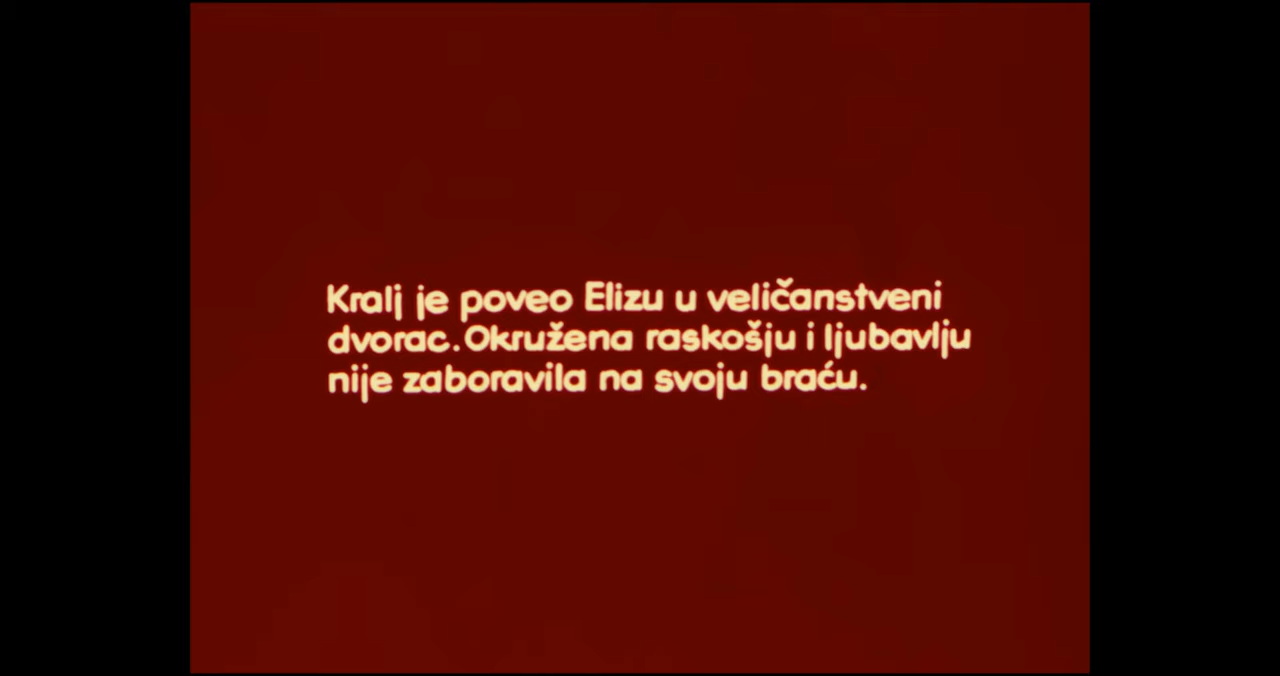 Kralj je poveo Elizu u veličanstveni
dvorac. Okružena raskošju i ljubavlju
nije zaboravila na svoju braću.